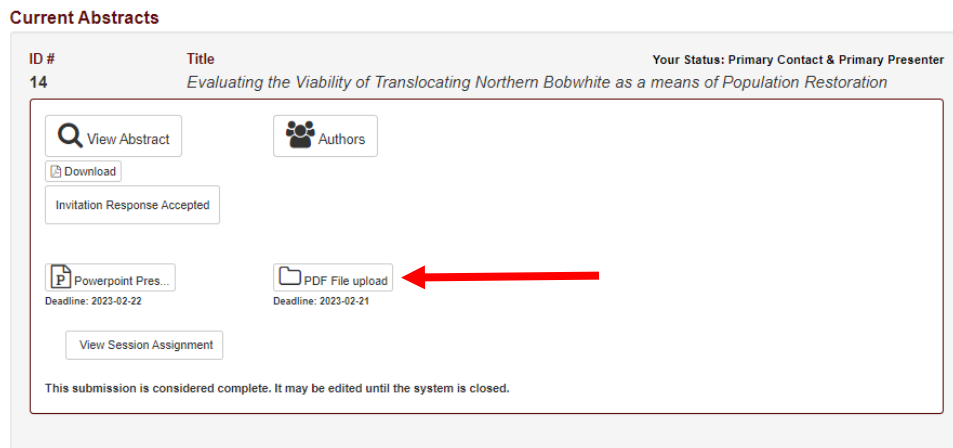 Current Abstracts
ID # Title Your Status: Primary Contact & Primary Presenter
14 Evaluating the Viability of Translocating Northern Bobwhite as a means of Population Restoration
View Abstract Authors
Download
Invitation Response Accepted
Powerpoint Pres... PDF File upload
Deadline: 2023-02-22 Deadline: 2023-02-21
View Session Assignment
This submission is considered complete. It may be edited until the system is closed.